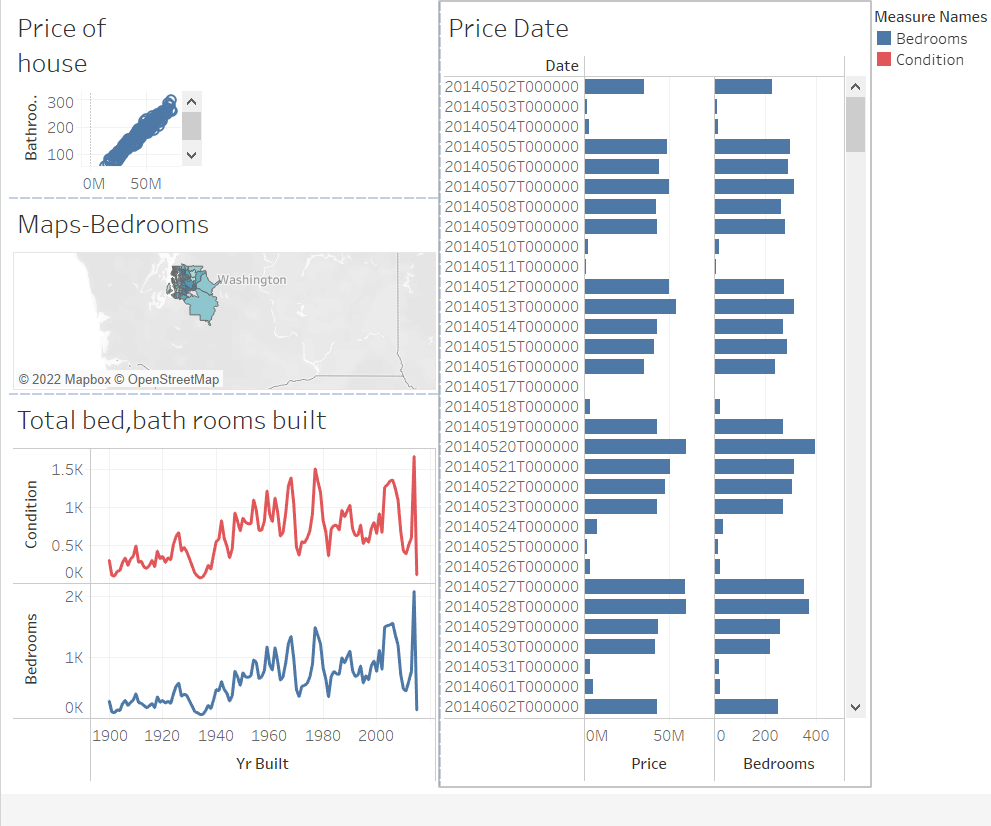 Price of
house
Bathroo..
300
200
100
0M 50M
Maps-Bedrooms
Washington
© 2022 Mapbox © OpenStreetMap
Total bed,bath rooms built
Condition
1.5K
1K
0.5K
0K
Bedrooms
2K
1K
0K
1900 1920 1940 1960 1980 2000
Yr Built
Price Date
Date
20140502T000000
20140503T000000
20140504T000000
20140505T000000
20140506T000000
20140507T000000
20140508T000000
20140509T000000
20140510T000000
20140511T000000
20140512T000000
20140513T000000
20140514T000000
20140515T000000
20140516T000000
20140517T000000
20140518T000000
20140519T000000
20140520T000000
20140521T000000
20140522T000000
20140523T000000
20140524T000000
20140525T000000
20140526T000000
20140527T000000
20140528T000000
20140529T000000
20140530T000000
20140531T000000
20140601T000000
20140602T000000
0M 50M 0 200 400
Price Bedrooms
Measure Names
Bedrooms
Condition